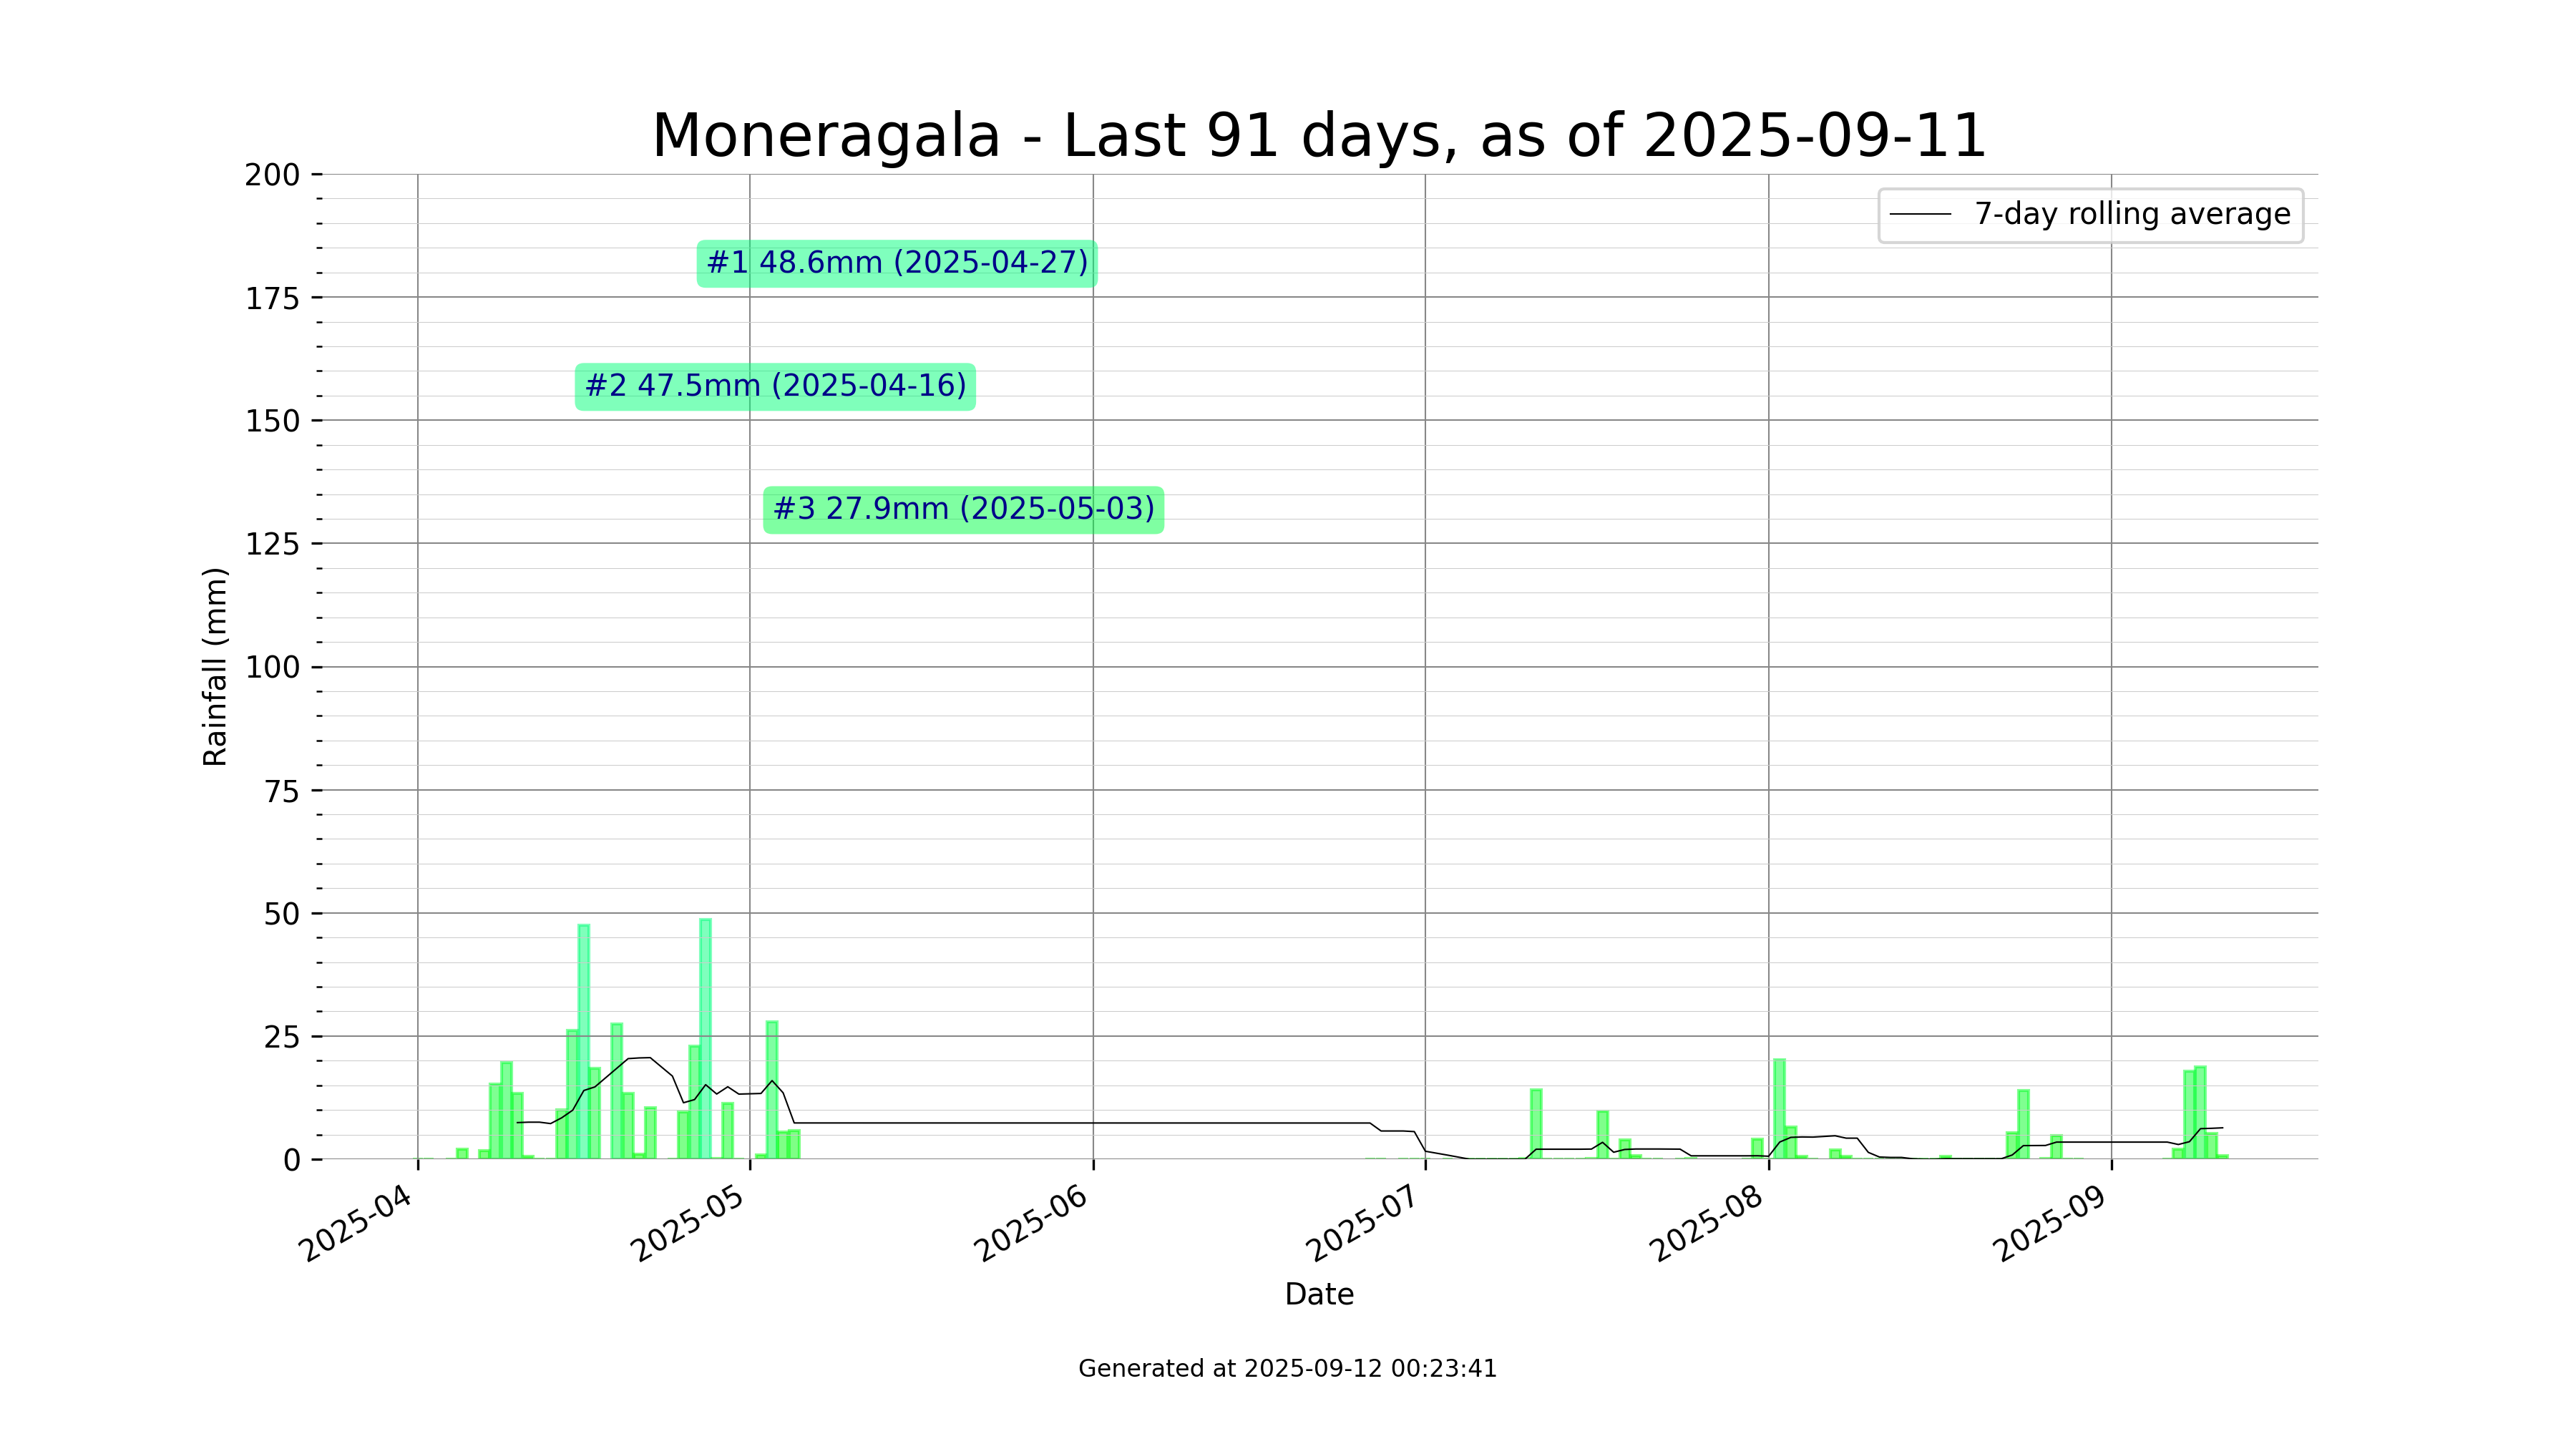 Moneragala - Last 91 days, as of 2025-09-11
7-day rolling average
#1 48.6mm (2025-04-27)
#2 47.5mm (2025-04-16)
#3 27.9mm (2025-05-03)
Rainfall (mm)
200
175
150
125
100
75
50
25
0
2025-04
2025-05
2025-06
2025-07
2025-08
2025-09
Date
Generated at 2025-09-12 00:23:41